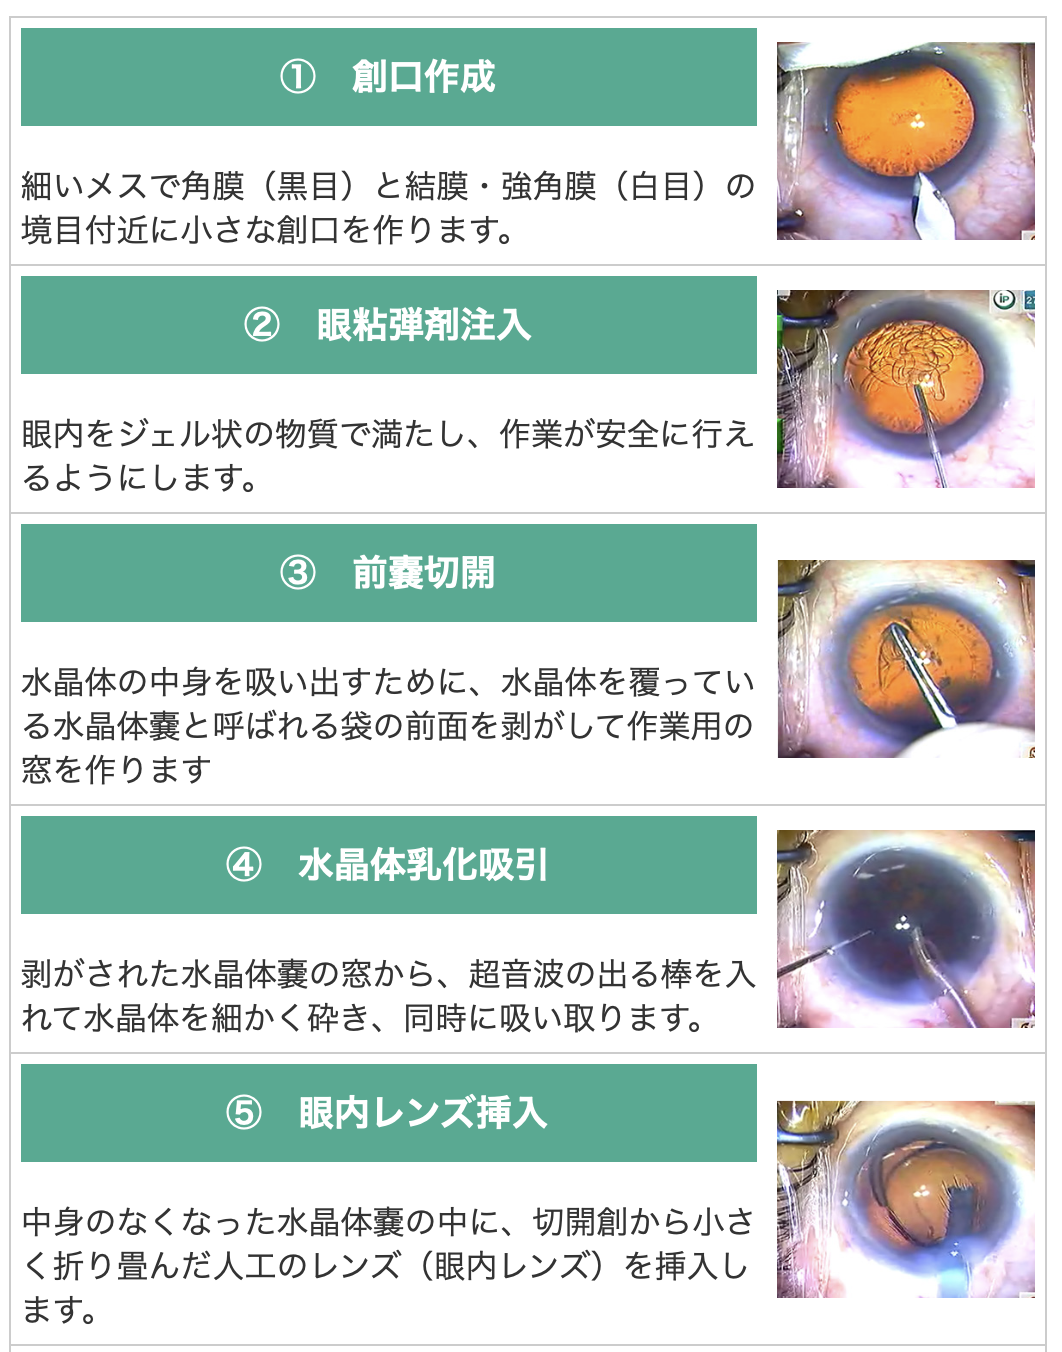 ① 創口作成
細いメスで角膜（黒目）と結膜・強角膜（白目）の
境目付近に小さな創口を作ります。
② 眼粘弾剤注入
iP
27
眼内をジェル状の物質で満たし、作業が安全に行え
るようにします。
③ 前嚢切開
水晶体の中身を吸い出すために、水晶体を覆ってい
る水晶体嚢と呼ばれる袋の前面を剥がして作業用の
窓を作ります
④ 水晶体乳化吸引
剥がされた水晶体嚢の窓から、超音波の出る棒を入
れて水晶体を細かく砕き、同時に吸い取ります。
⑤ 眼内レンズ挿入
中身のなくなった水晶体嚢の中に、切開創から小さ
く折り畳んだ人工のレンズ（眼内レンズ）を挿入し
ます。